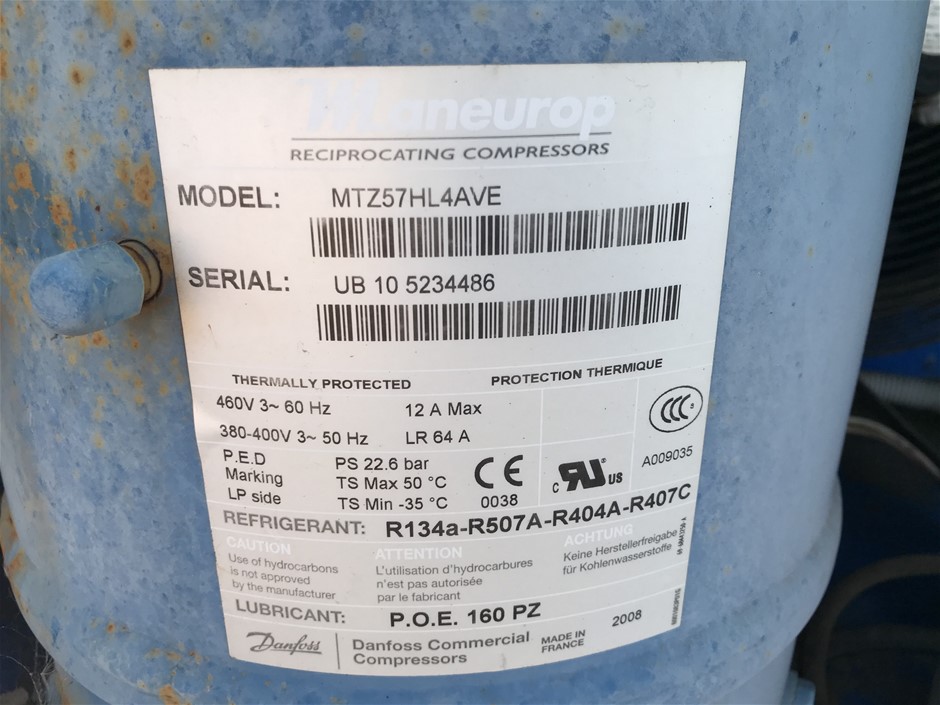 Maneurop
RECIPROCATING COMPRESSORS
MODEL: MTZ57HL4AVE
SERIAL: UB 10 5234486
THERMALLY PROTECTED PROTECTION THERMIQUE
460V 3~ 60 Hz 12 A Max
380-400V 3~ 50 Hz LR 64 A
CCC
P.E.D PS 22.6 bar
Marking TS Max 50 °C
LP side TS Min -35 °C
CE
0038
c RU US
A009035
REFRIGERANT: R134a-R507A-R404A-R407C
CAUTION
Use of hydrocarbons
is not approved
by the manufacturer
ATTENTION
L'utilisation d'hydrocarbures
n'est pas autorisée
par le fabricant
ACHTUNG
Keine Herstellerfreigabe
für Kohlenwasserstoffe
LUBRICANT: P.O.E. 160 PZ
2008
Danfoss
Danfoss Commercial
Compressors
MADE IN
FRANCE